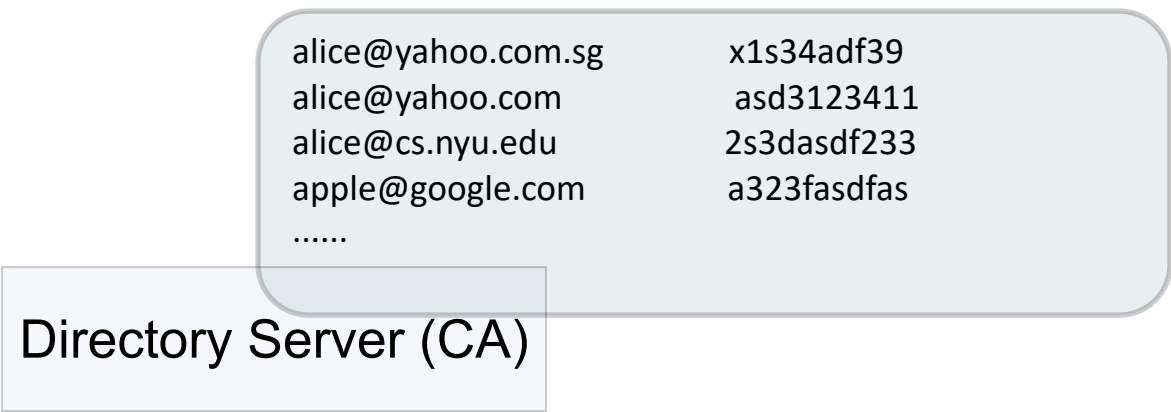 alice@yahoo.com.sg x1s34adf39
alice@yahoo.com asd3123411
alice@cs.nyu.edu 2s3dasdf233
apple@google.com a323fasdfas
......
Directory Server (CA)